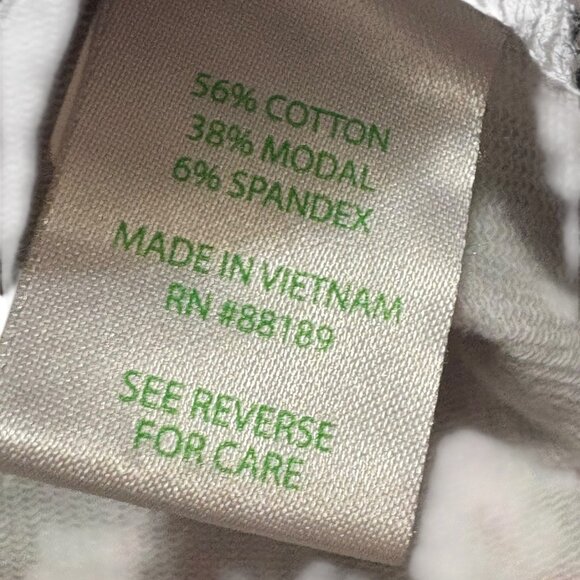 56% COTTON
38% MODAL
6% SPANDEX
MADE IN VIETNAM
RN #88189
SEE REVERSE
FOR CARE